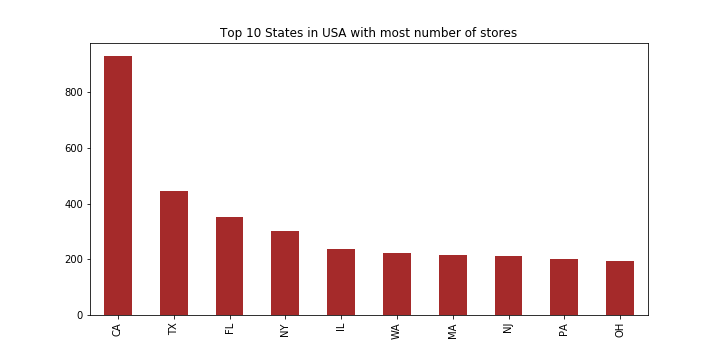 Top 10 States in USA with most number of stores
800
600
400
200
0
CA
TX
FL
NY
IL
WA
MA
NJ
PA
OH